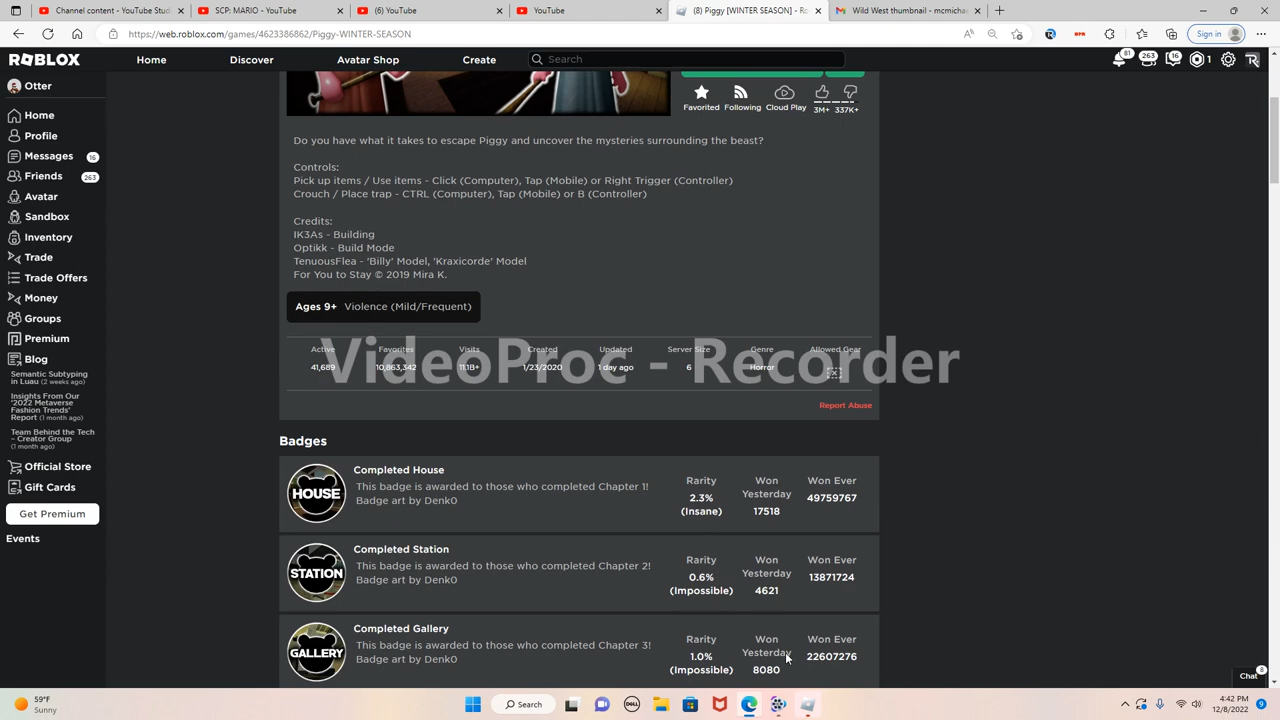 Channel content - YouTube Studi
SCP: MARIO - YouTube
(6) YouTube
YouTube
(8) Piggy [WINTER SEASON] - Ro
Wild West thumbnail - mcmichae
https://web.roblox.com/games/4623386862/Piggy-WINTER-SEASON
Sign in
ROBLOX
Home
Discover
Avatar Shop
Create
Search
81
263
16
1
Otter
Home
Profile
Messages 16
Friends 263
Avatar
Sandbox
Inventory
Trade
Trade Offers
Money
Groups
Premium
Blog
Semantic Subtyping
in Luau (2 weeks ago)
Insights From Our
'2022 Metaverse
Fashion Trends'
Report (1 month ago)
Team Behind the Tech
– Creator Group
(1 month ago)
Official Store
Gift Cards
Get Premium
Events
Favorited
Following
Cloud Play
3M+
337K+
Do you have what it takes to escape Piggy and uncover the mysteries surrounding the beast?
Controls:
Pick up items / Use items - Click (Computer), Tap (Mobile) or Right Trigger (Controller)
Crouch / Place trap - CTRL (Computer), Tap (Mobile) or B (Controller)
Credits:
IK3As - Building
Optikk - Build Mode
TenuousFlea - 'Billy' Model, 'Kraxicorde' Model
For You to Stay © 2019 Mira K.
Ages 9+ Violence (Mild/Frequent)
Active Favorites Visits Created Updated Server Size Genre Allowed Gear
41,689 10,863,342 11.1B+ 1/23/2020 1 day ago 6 Horror
VideoProc - Recorder
Report Abuse
Badges
HOUSE
Completed House
This badge is awarded to those who completed Chapter 1!
Badge art by Denk0
Rarity
2.3%
(Insane)
Won
Yesterday
17518
Won Ever
49759767
STATION
Completed Station
This badge is awarded to those who completed Chapter 2!
Badge art by Denk0
Rarity
0.6%
(Impossible)
Won
Yesterday
4621
Won Ever
13871724
GALLERY
Completed Gallery
This badge is awarded to those who completed Chapter 3!
Badge art by Denk0
Rarity
1.0%
(Impossible)
Won
Yesterday
8080
Won Ever
22607276
Chat 8
59°F
Sunny
Search
DELL
4:42 PM
12/8/2022
9